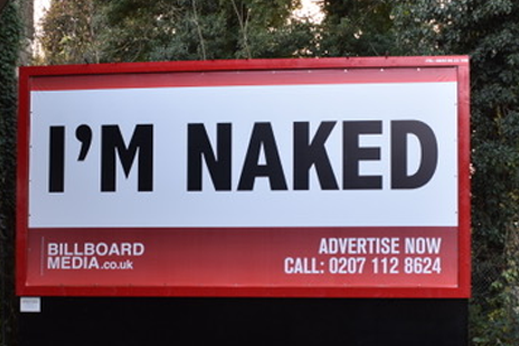 I'M NAKED
BILLBOARD
MEDIA.co.uk
ADVERTISE NOW
CALL: 0207 112 8624